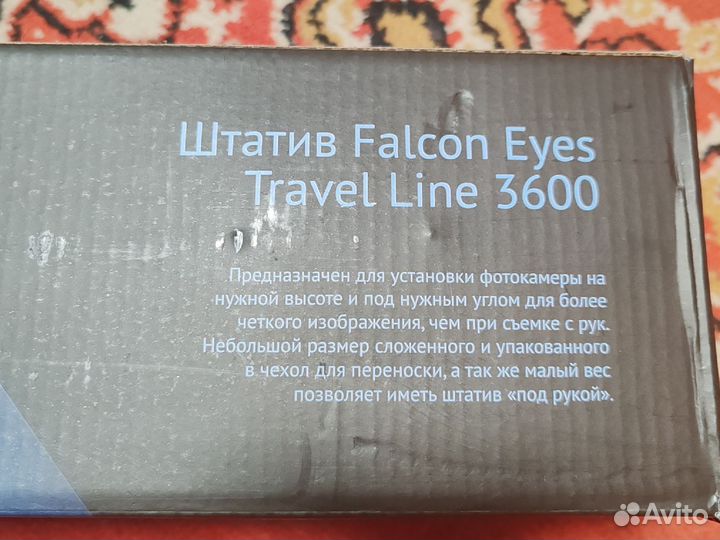 Штатив Falcon Eyes
Travel Line 3600
Предназначен для установки фотокамеры на
нужной высоте и под нужным углом для более
четкого изображения, чем при съемке с рук.
Небольшой размер сложенного и упакованного
в чехол для переноски, а так же малый вес
позволяет иметь штатив «под рукой».
Avito